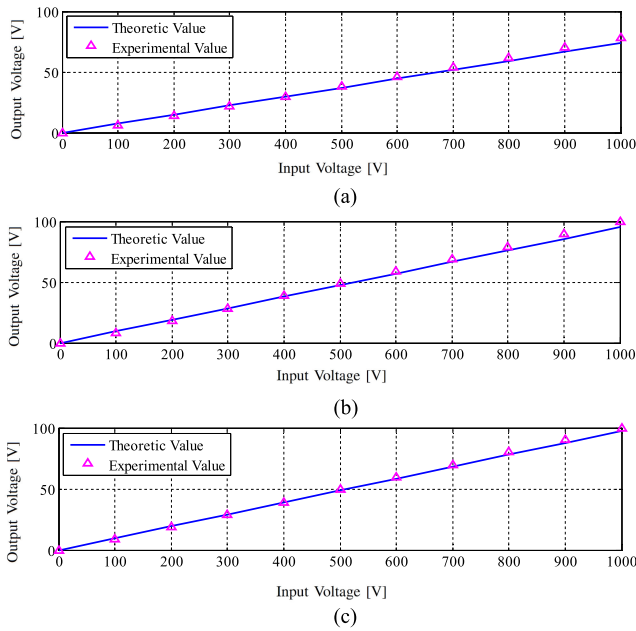 100
Theoretic Value
Experimental Value
50
0
Output Voltage [V]
0 100 200 300 400 500 600 700 800 900 1000
Input Voltage [V]
(a)
100
Theoretic Value
Experimental Value
50
0
Output Voltage [V]
0 100 200 300 400 500 600 700 800 900 1000
Input Voltage [V]
(b)
100
Theoretic Value
Experimental Value
50
0
Output Voltage [V]
0 100 200 300 400 500 600 700 800 900 1000
Input Voltage [V]
(c)